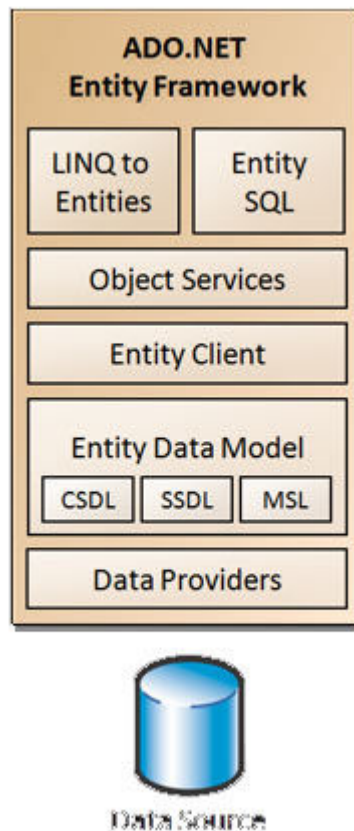 ADO.NET
Entity Framework
LINQ to
Entities
Entity
SQL
Object Services
Entity Client
Entity Data Model
CSDL
SSDL
MSL
Data Providers
Data Source